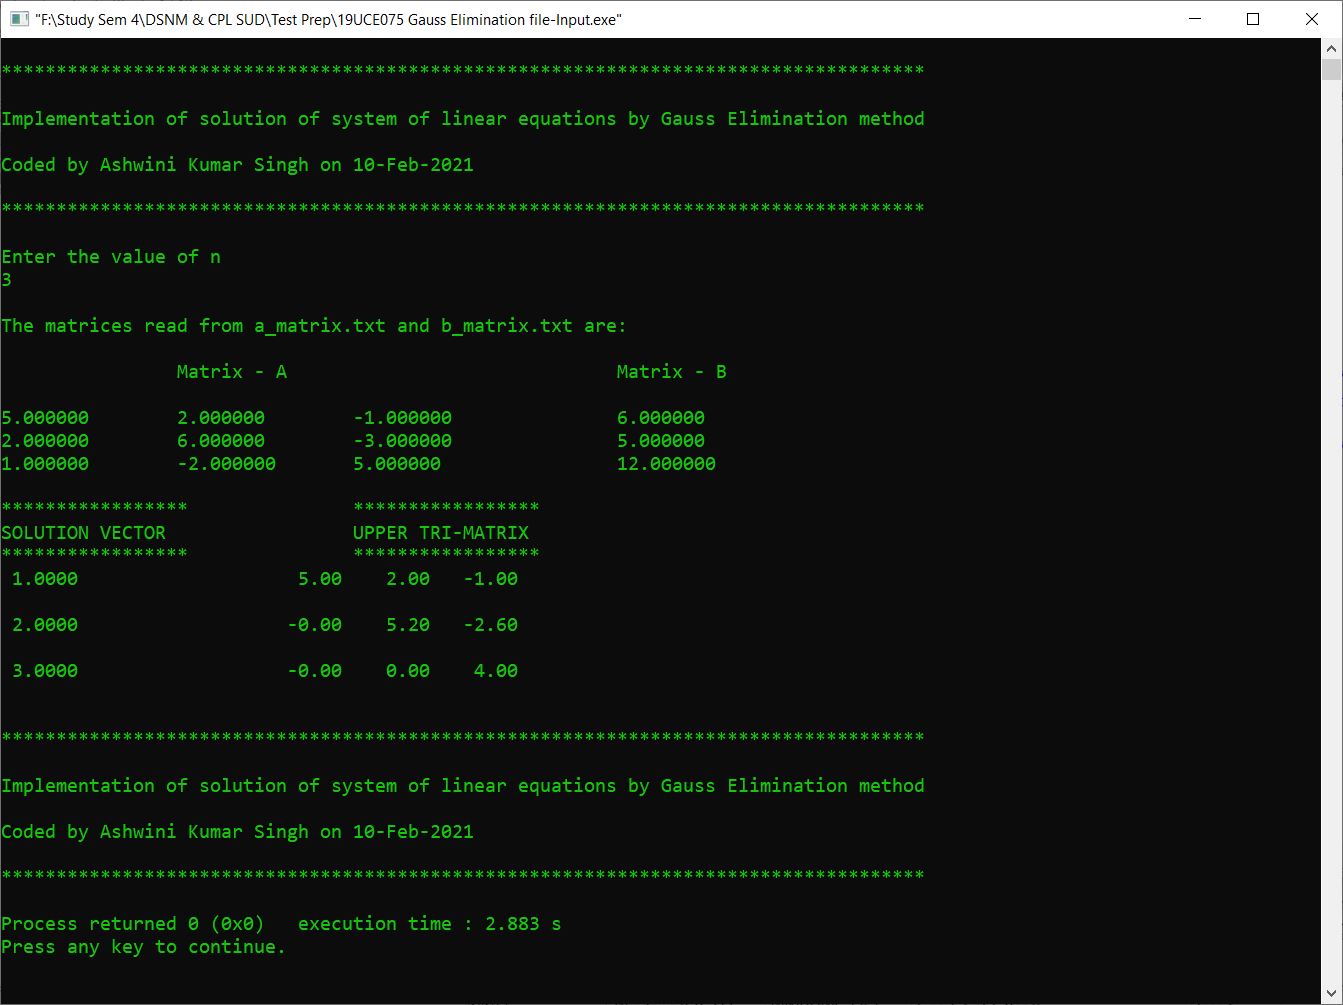 "F:\Study Sem 4\DSNM & CPL SUD\Test Prep\19UCE075 Gauss Elimination file-Input.exe"
************************************************************************************
Implementation of solution of system of linear equations by Gauss Elimination method
Coded by Ashwini Kumar Singh on 10-Feb-2021
************************************************************************************
Enter the value of n
3
The matrices read from a_matrix.txt and b_matrix.txt are:
Matrix - A Matrix - B
5.000000 2.000000 -1.000000 6.000000
2.000000 6.000000 -3.000000 5.000000
1.000000 -2.000000 5.000000 12.000000
***************** *****************
SOLUTION VECTOR UPPER TRI-MATRIX
***************** *****************
1.0000 5.00 2.00 -1.00
2.0000 -0.00 5.20 -2.60
3.0000 -0.00 0.00 4.00
************************************************************************************
Implementation of solution of system of linear equations by Gauss Elimination method
Coded by Ashwini Kumar Singh on 10-Feb-2021
************************************************************************************
Process returned 0 (0x0) execution time : 2.883 s
Press any key to continue.